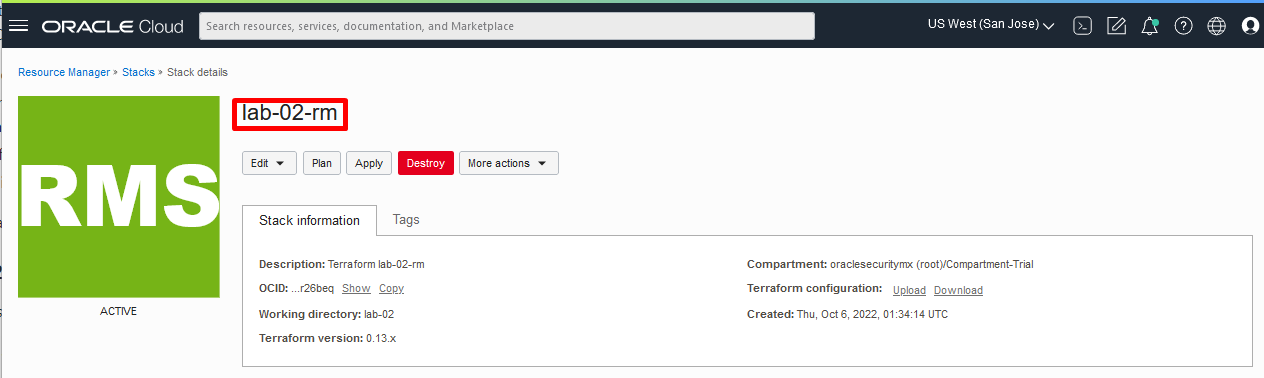 ORACLE Cloud
Search resources, services, documentation, and Marketplace
US West (San Jose)
Resource Manager » Stacks » Stack details
RMS
ACTIVE
lab-02-rm
Edit Plan Apply Destroy More actions
Stack information Tags
Description: Terraform lab-02-rm
OCID: ...r26beq Show Copy
Working directory: lab-02
Terraform version: 0.13.x
Compartment: oraclesecuritymx (root)/Compartment-Trial
Terraform configuration: Upload Download
Created: Thu, Oct 6, 2022, 01:34:14 UTC